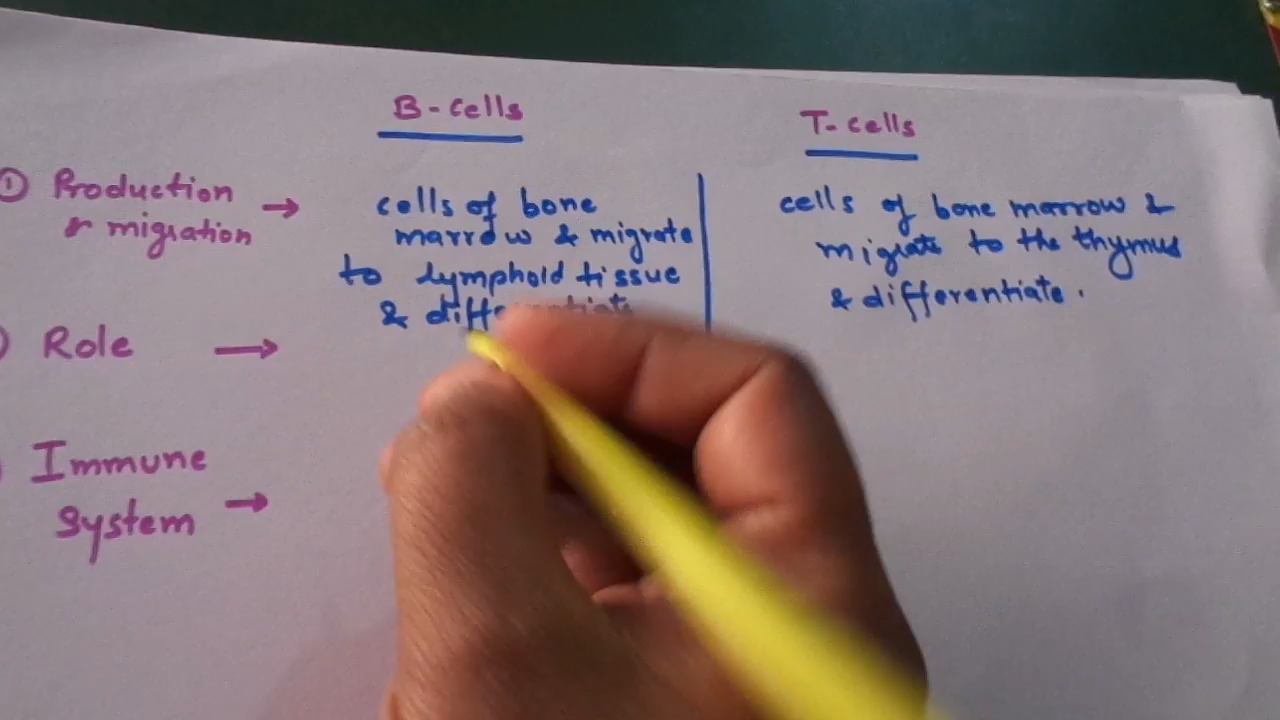 B-cells
T-cells
① Production & migration →
cells of bone
marrow & migrate
to lymphoid tissue
& differentiate
cells of bone marrow &
migrate to the thymus
& differentiate.
Role →
Immune
System →